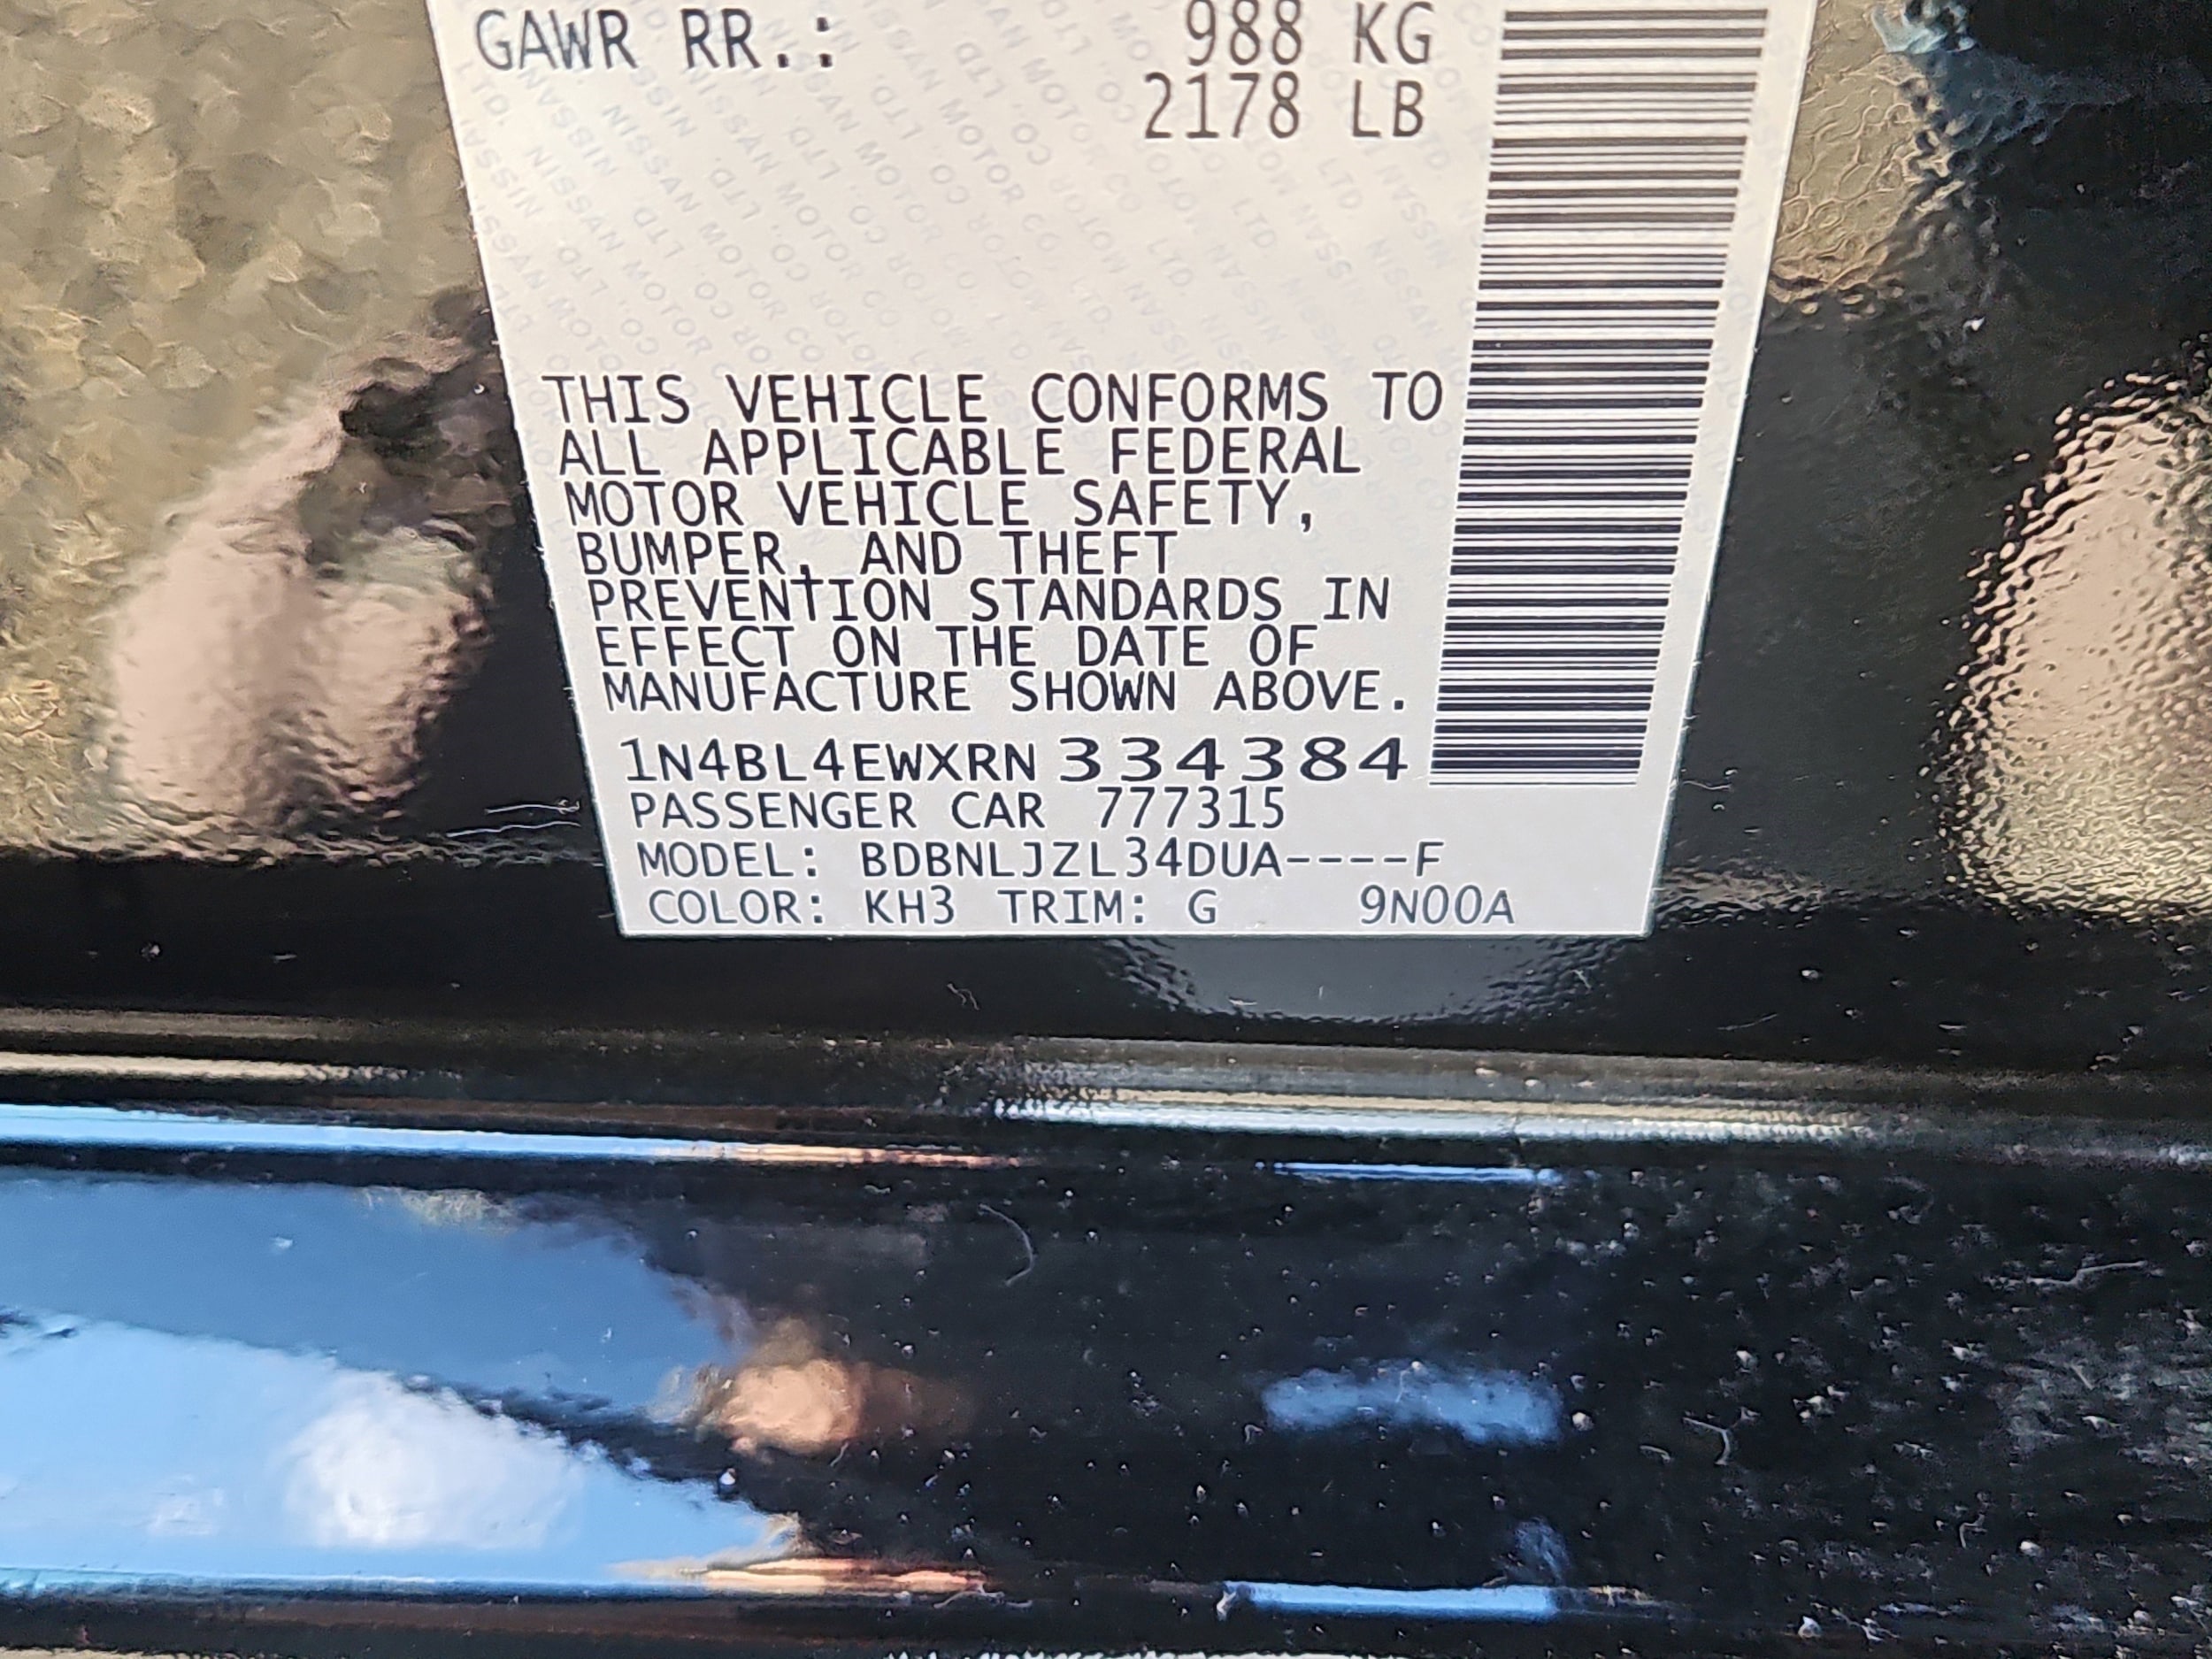 GAWR RR.: 988 KG
2178 LB
THIS VEHICLE CONFORMS TO
ALL APPLICABLE FEDERAL
MOTOR VEHICLE SAFETY,
BUMPER, AND THEFT
PREVENTION STANDARDS IN
EFFECT ON THE DATE OF
MANUFACTURE SHOWN ABOVE.
1N4BL4EWXRN334384
PASSENGER CAR 777315
MODEL: BDBNLJZL34DUA----F
COLOR: KH3 TRIM: G 9N00A